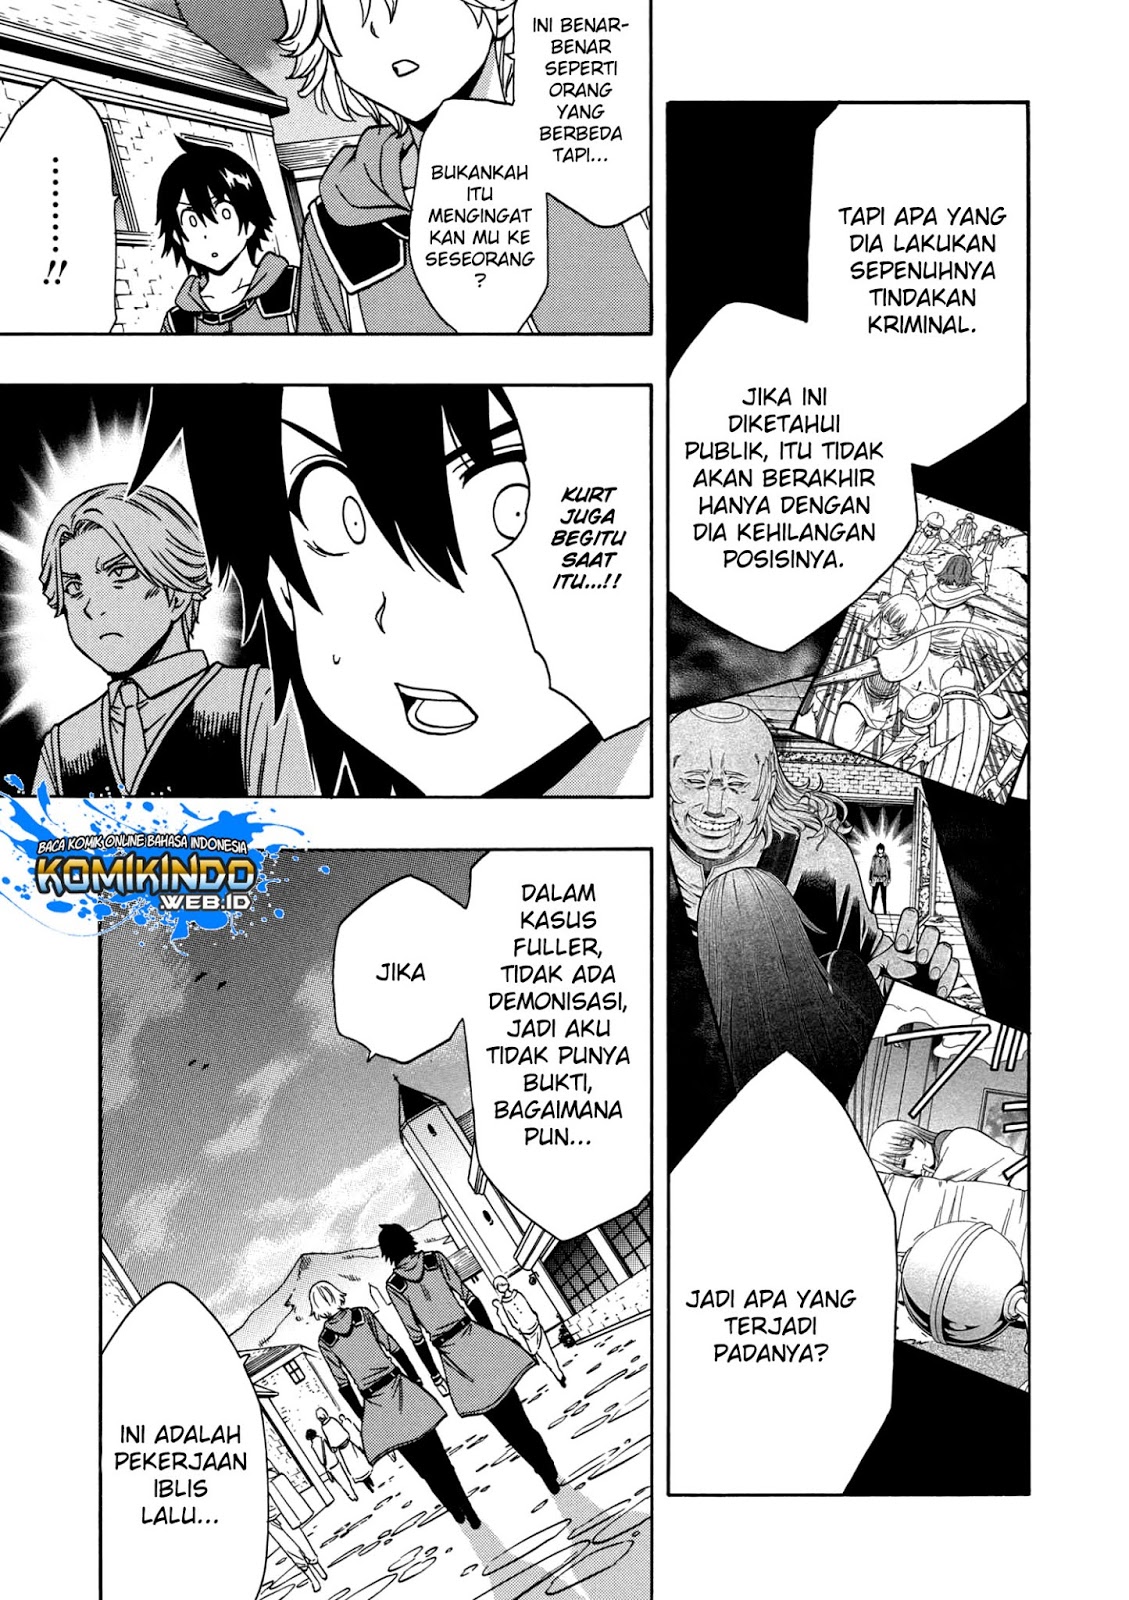 TAPI APA YANG
DIA LAKUKAN
SEPENUHNYA
TINDAKAN
KRIMINAL.
JIKA INI
DIKETAHUI
PUBLIK, ITU TIDAK
AKAN BERAKHIR
HANYA DENGAN
DIA KEHILANGAN
POSISINYA.
JADI APA YANG
TERJADI
PADANYA?
INI BENAR-
BENAR
SEPERTI
ORANG
YANG
BERBEDA
TAPI...
BUKANKAH
ITU
MENGINGAT
KAN MU KE
SESEORANG
?
.........!!
KURT
JUGA
BEGITU
SAAT
ITU...!!
DALAM
KASUS
FULLER,
TIDAK ADA
DEMONISASI,
JADI AKU
TIDAK PUNYA
BUKTI,
BAGAIMANA
PUN...
JIKA
INI ADALAH
PEKERJAAN
IBLIS
LALU...
BACA KOMIK ONLINE BAHASA INDONESIA
KOMIKINDO
.WEB.ID